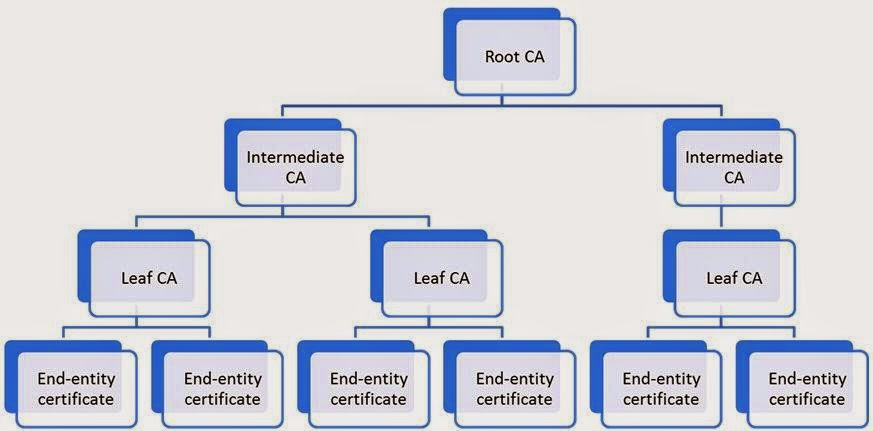 Root CA
Intermediate
CA
Intermediate
CA
Leaf CA
Leaf CA
Leaf CA
End-entity
certificate
End-entity
certificate
End-entity
certificate
End-entity
certificate
End-entity
certificate
End-entity
certificate